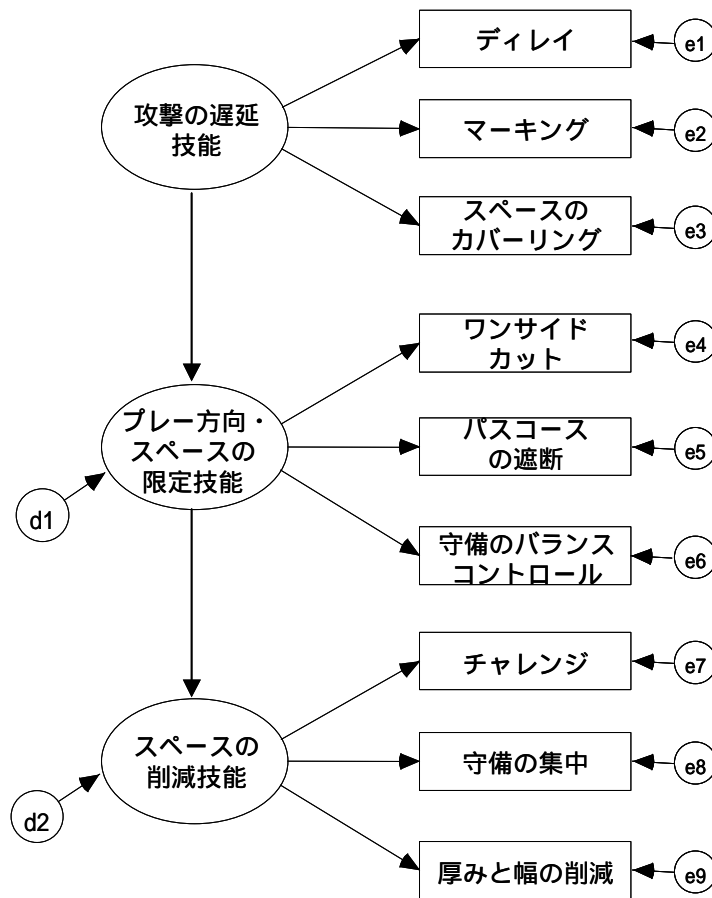 ディレイ
e1
攻撃の遅延
技能
マーキング
e2
スペースの
カバーリング
e3
ワンサイド
カット
e4
プレー方向・
スペースの
限定技能
d1
パスコース
の遮断
e5
守備のバランス
コントロール
e6
チャレンジ
e7
スペースの
削減技能
d2
守備の集中
e8
厚みと幅の削減
e9